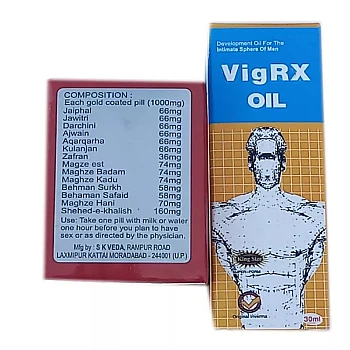 COMPOSITION :
Each gold coated pill (1000mg)
Jaiphal 66mg
Jawitri 66mg
Darchini 66mg
Ajwain 66mg
Aqarqarha 66mg
Kulanjan 66mg
Zafran 36mg
Magze est 74mg
Maghze Badam 74mg
Maghze Kadu 74mg
Behman Surkh 58mg
Behaman Safaid 58mg
Maghze Hani 70mg
Shehed-e-khalish 160mg
Use: Take one pill with milk or water
one hour before you plan to have
sex or as directed by the physician.
Mfg by : S K VEDA, RAMPUR ROAD
LAXMIPUR KATTAI MORADABAD - 244001 (U.P)
Development Oil For The
Intimate Sphere Of Men
VigRX
OIL
King Star
Original
30ml